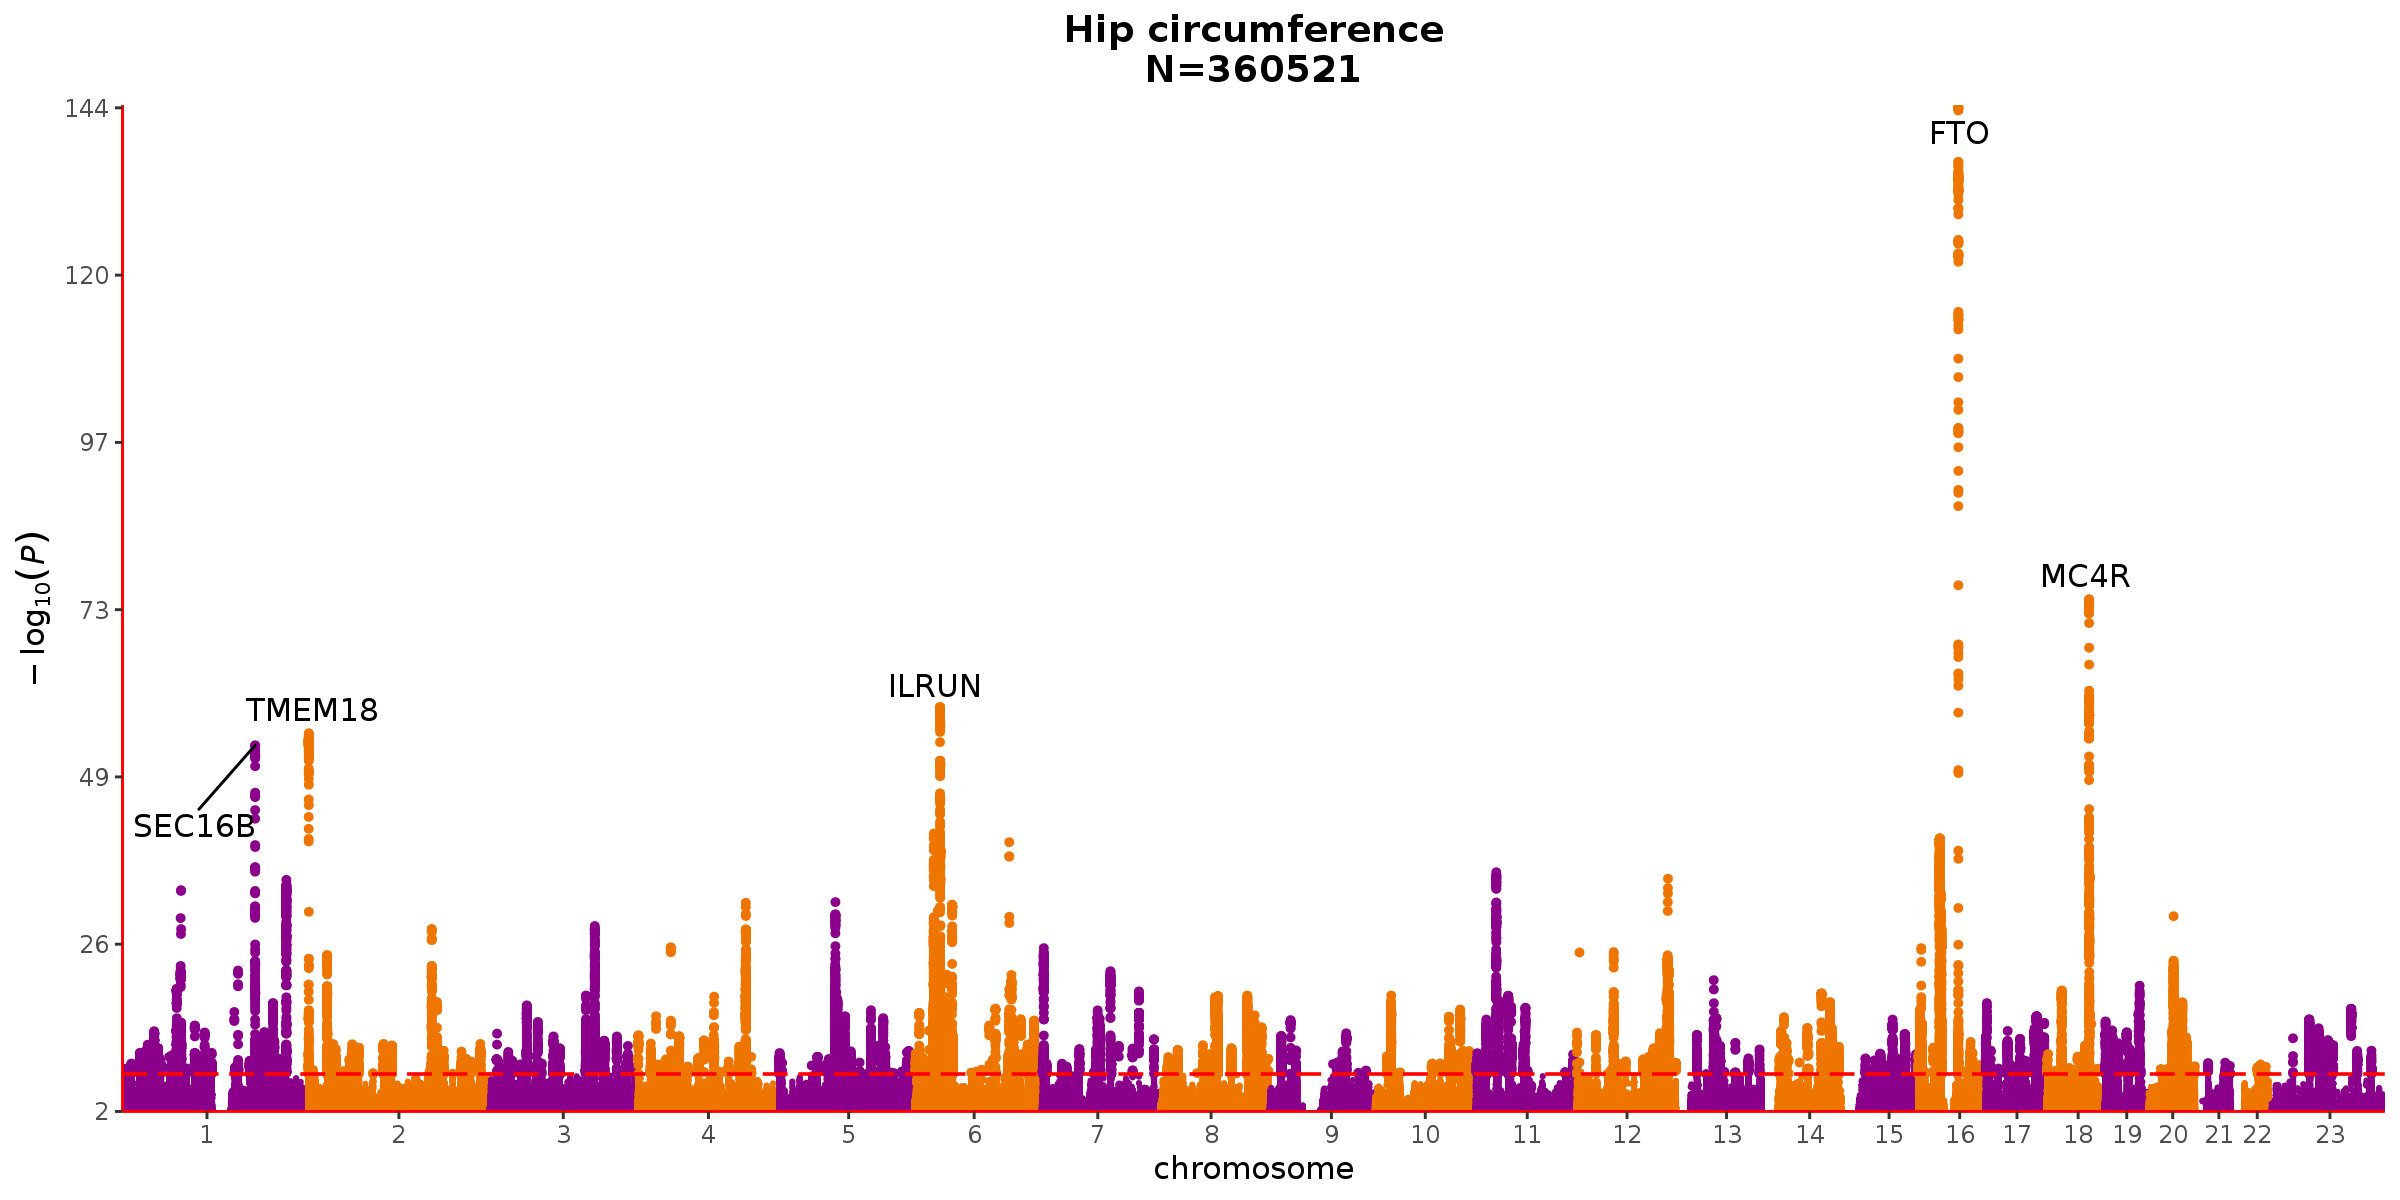 Hip circumference
N=360521
144
120
97
73
49
26
2
−log10(P)
FTO
MC4R
ILRUN
TMEM18
SEC16B
1 2 3 4 5 6 7 8 9 10 11 12 13 14 15 16 17 18 19 20 21 22 23
chromosome